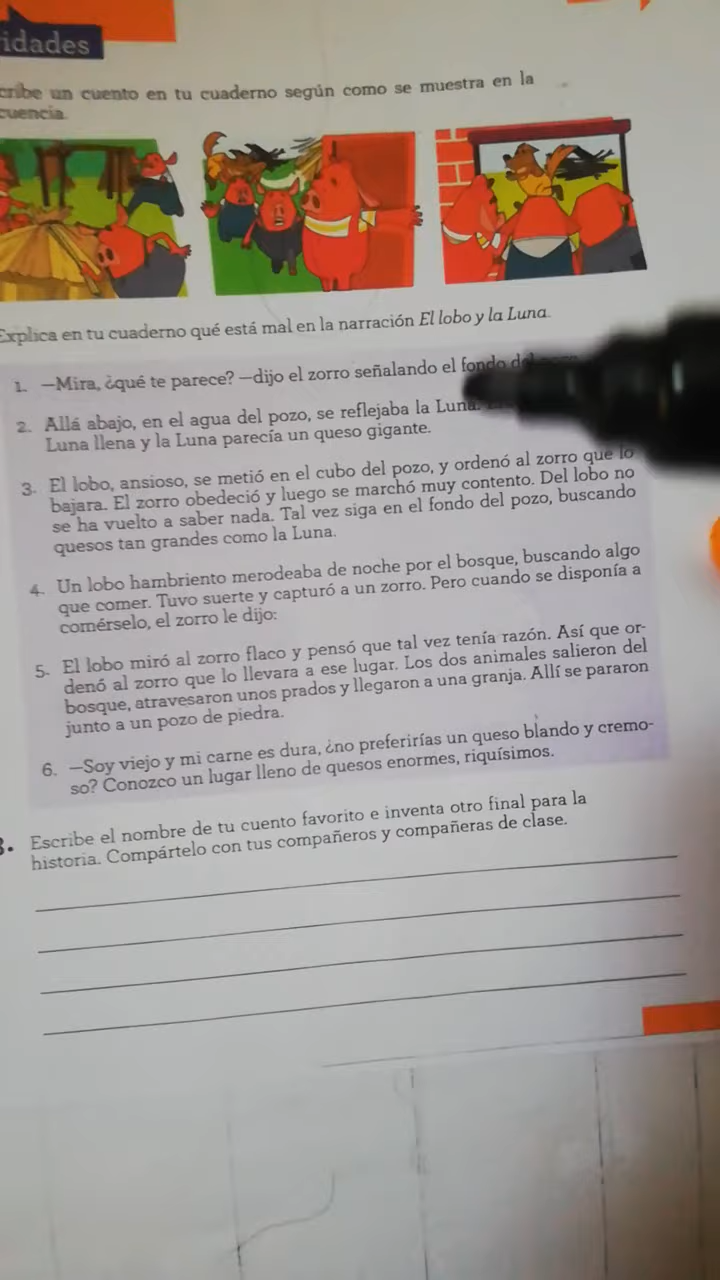 idades
cribe un cuento en tu cuaderno según como se muestra en la
cuencia.
Explica en tu cuaderno qué está mal en la narración El lobo y la Luna.
1. —Mira, ¿qué te parece? —dijo el zorro señalando el fondo
2. Allá abajo, en el agua del pozo, se reflejaba la Luna.
Luna llena y la Luna parecía un queso gigante.
3. El lobo, ansioso, se metió en el cubo del pozo, y ordenó al zorro que lo
bajara. El zorro obedeció y luego se marchó muy contento. Del lobo no
se ha vuelto a saber nada. Tal vez siga en el fondo del pozo, buscando
quesos tan grandes como la Luna.
4. Un lobo hambriento merodeaba de noche por el bosque, buscando algo
que comer. Tuvo suerte y capturó a un zorro. Pero cuando se disponía a
comérselo, el zorro le dijo:
5. El lobo miró al zorro flaco y pensó que tal vez tenía razón. Así que or-
denó al zorro que lo llevara a ese lugar. Los dos animales salieron del
bosque, atravesaron unos prados y llegaron a una granja. Allí se pararon
junto a un pozo de piedra.
6. —Soy viejo y mi carne es dura, ¿no preferirías un queso blando y cremo-
so? Conozco un lugar lleno de quesos enormes, riquísimos.
3. Escribe el nombre de tu cuento favorito e inventa otro final para la
historia. Compártelo con tus compañeros y compañeras de clase.